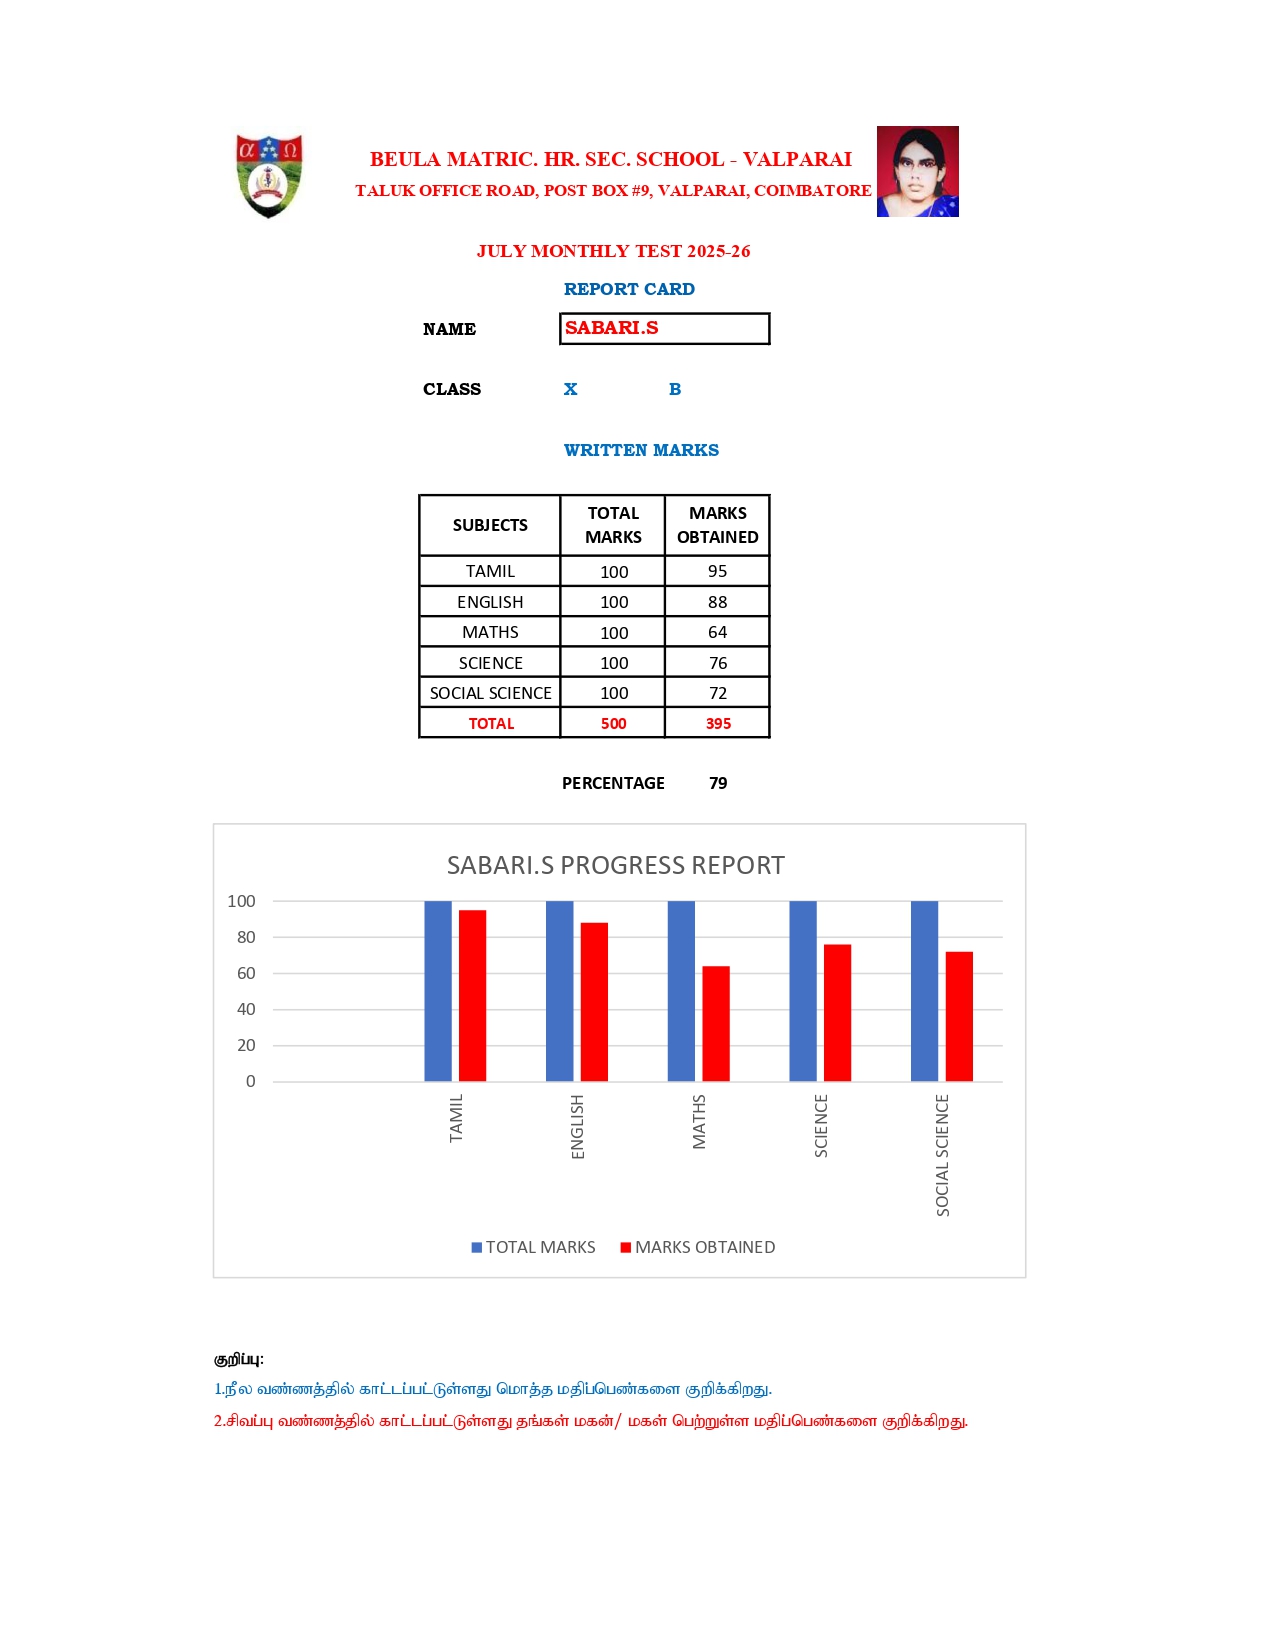 α Ω
BEULA MATRIC. HR. SEC. SCHOOL - VALPARAI
TALUK OFFICE ROAD, POST BOX #9, VALPARAI, COIMBATORE
JULY MONTHLY TEST 2025-26
REPORT CARD
NAME SABARI.S
CLASS X B
WRITTEN MARKS
SUBJECTS TOTAL MARKS MARKS OBTAINED
TAMIL 100 95
ENGLISH 100 88
MATHS 100 64
SCIENCE 100 76
SOCIAL SCIENCE 100 72
TOTAL 500 395
PERCENTAGE 79
SABARI.S PROGRESS REPORT
100
80
60
40
20
0
TAMIL
ENGLISH
MATHS
SCIENCE
SOCIAL SCIENCE
TOTAL MARKS MARKS OBTAINED
குறிப்பு:
1.நீல வண்ணத்தில் காட்டப்பட்டுள்ளது மொத்த மதிப்பெண்களை குறிக்கிறது.
2.சிவப்பு வண்ணத்தில் காட்டப்பட்டுள்ளது தங்கள் மகன்/ மகள் பெற்றுள்ள மதிப்பெண்களை குறிக்கிறது.